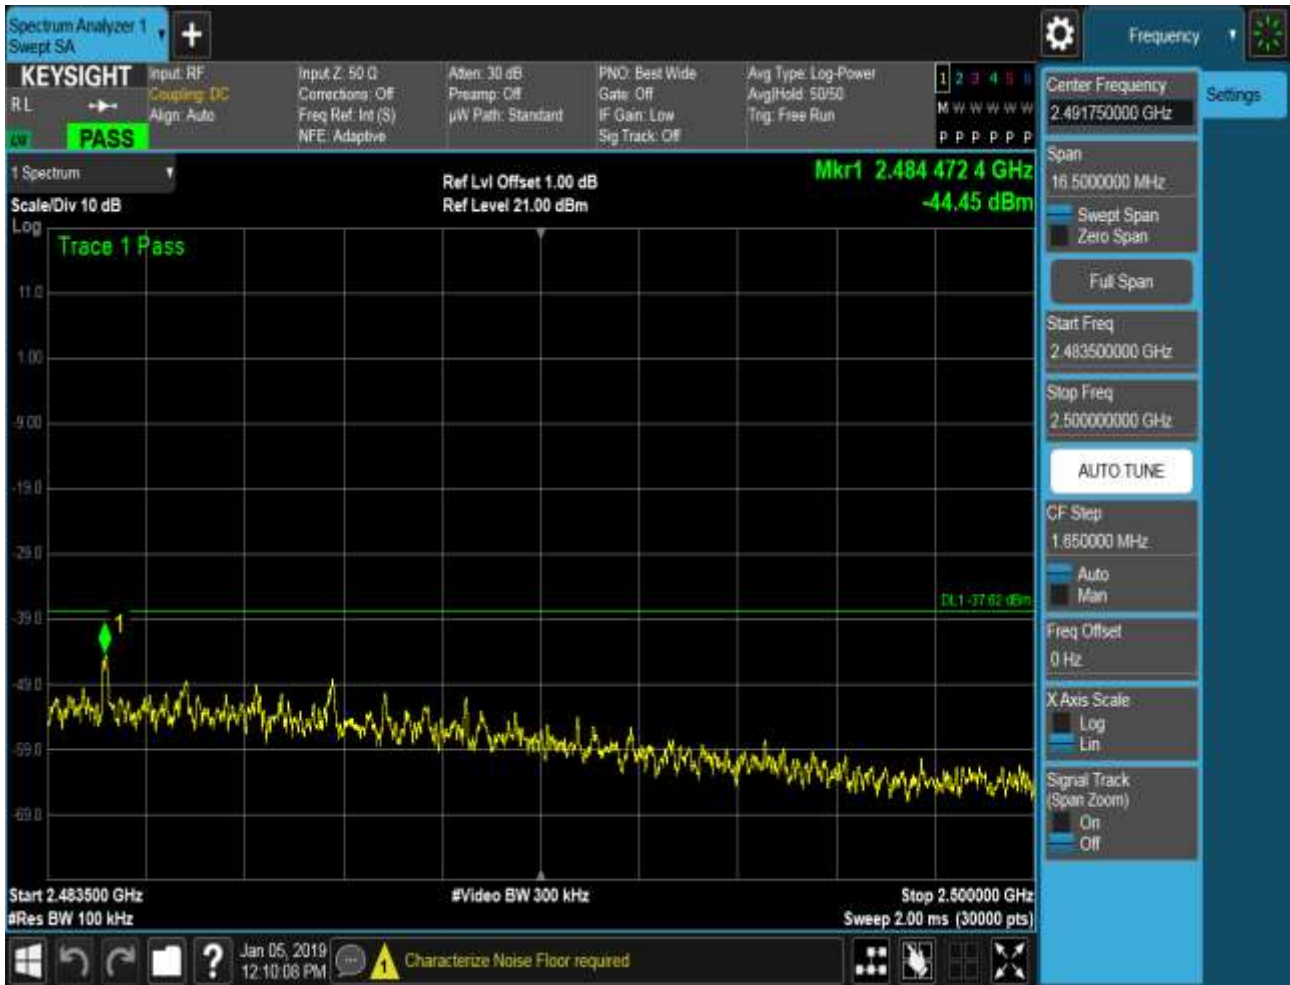 Spectrum Analyzer 1
Swept SA
+
Frequency
KEYSIGHT
R L
PASS
Input: RF
Coupling: DC
Align: Auto
Input Z: 50 Ω
Corrections: Off
Freq Ref: Int (S)
NFE: Adaptive
Atten: 30 dB
Preamp: Off
µW Path: Standard
PNO: Best Wide
Gate: Off
IF Gain: Low
Sig Track: Off
Avg Type: Log-Power
Avg|Hold: 50/50
Trig: Free Run
1 2 3 4 5 6
M W W W W W
P P P P P P
1 Spectrum
Scale/Div 10 dB
Log
Ref Lvl Offset 1.00 dB
Ref Level 21.00 dBm
Mkr1 2.484 472 4 GHz
-44.45 dBm
Trace 1 Pass
11.0
1.00
-9.00
-19.0
-29.0
-39.0
-49.0
-59.0
-69.0
DL1 -37.62 dBm
1
Start 2.483500 GHz
#Res BW 100 kHz
#Video BW 300 kHz
Stop 2.500000 GHz
Sweep 2.00 ms (30000 pts)
Center Frequency
2.491750000 GHz
Settings
Span
16.5000000 MHz
Swept Span
Zero Span
Full Span
Start Freq
2.483500000 GHz
Stop Freq
2.500000000 GHz
AUTO TUNE
CF Step
1.650000 MHz
Auto
Man
Freq Offset
0 Hz
X Axis Scale
Log
Lin
Signal Track
(Span Zoom)
On
Off
?
Jan 05, 2019
12:10:08 PM
1
Characterize Noise Floor required